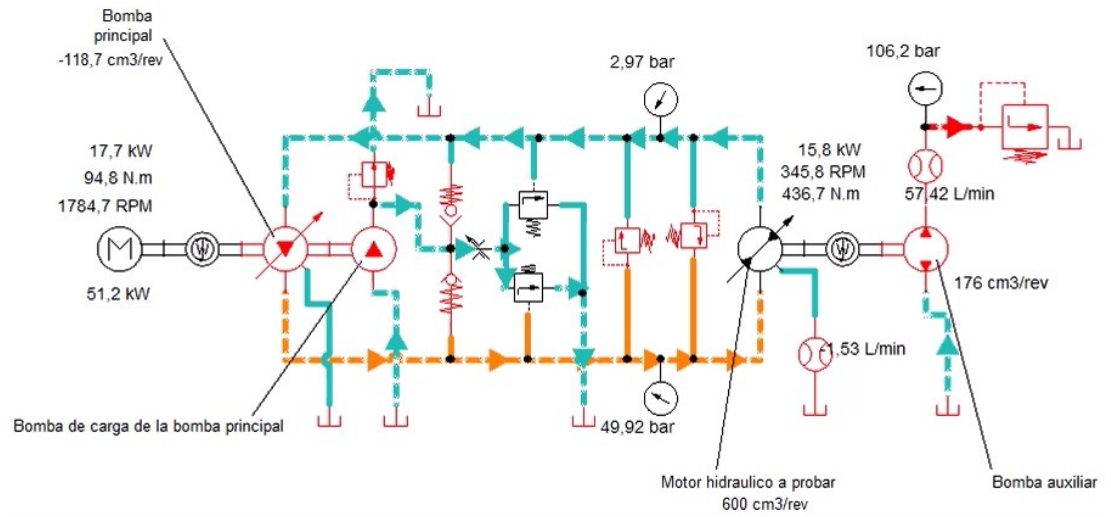 Bomba
principal
-118,7 cm3/rev
2,97 bar
106,2 bar
17,7 kW
94,8 N.m
1784,7 RPM
15,8 kW
345,8 RPM
436,7 N.m
57,42 L/min
M
51,2 kW
176 cm3/rev
-1,53 L/min
49,92 bar
Bomba de carga de la bomba principal
Motor hidraulico a probar
600 cm3/rev
Bomba auxiliar